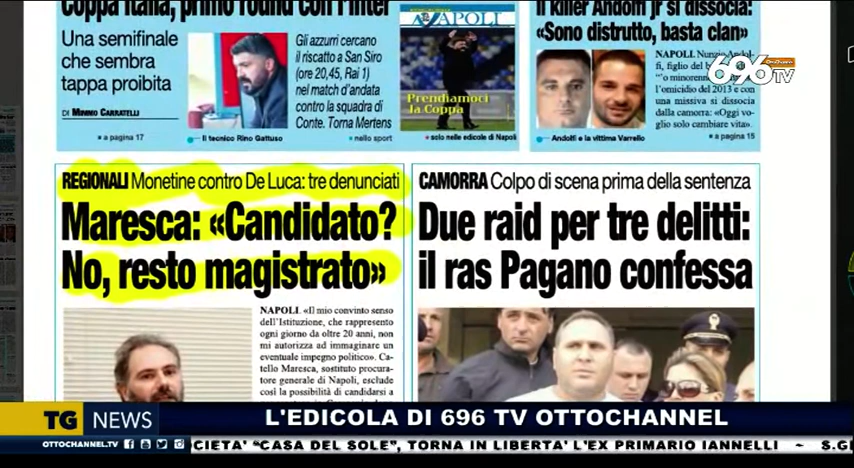 Coppa Italia, primo round con l'Inter
Una semifinale
che sembra
tappa proibita
DI MIMMO CARRATELLI
a pagina 17
Il tecnico Rino Gattuso
Gli azzurri cercano
il riscatto a San Siro
(ore 20,45, Rai 1)
nel match d'andata
contro la squadra di
Conte. Torna Mertens
nello sport
NAPOLI
Prendiamoci
la Coppa
solo nelle edicole di Napoli
Il killer Andolfi jr si dissocia:
«Sono distrutto, basta clan»
Andolfi e la vittima Varrello
NAPOLI. Nunzio Andol-
fi, figlio del b
"'o minorenn
l'omicidio del 2013 e con
una missiva si dissocia
dalla camorra: «Oggi vo-
glio solo cambiare vita».
a pagina 15
696
TV
REGIONALI Monetine contro De Luca: tre denunciati
Maresca: «Candidato?
No, resto magistrato»
NAPOLI. «Il mio convinto senso
dell'Istituzione, che rappresento
ogni giorno da oltre 20 anni, non
mi autorizza ad immaginare un
eventuale impegno politico». Ca-
tello Maresca, sostituto procura-
tore generale di Napoli, esclude
così la possibilità di candidarsi a
CAMORRA Colpo di scena prima della sentenza
Due raid per tre delitti:
il ras Pagano confessa
TG NEWS
L'EDICOLA DI 696 TV OTTOCHANNEL
OTTOCHANNEL.TV
SOCIETA' "CASA DEL SOLE", TORNA IN LIBERTA' L'EX PRIMARIO IANNELLI ~ S.GI